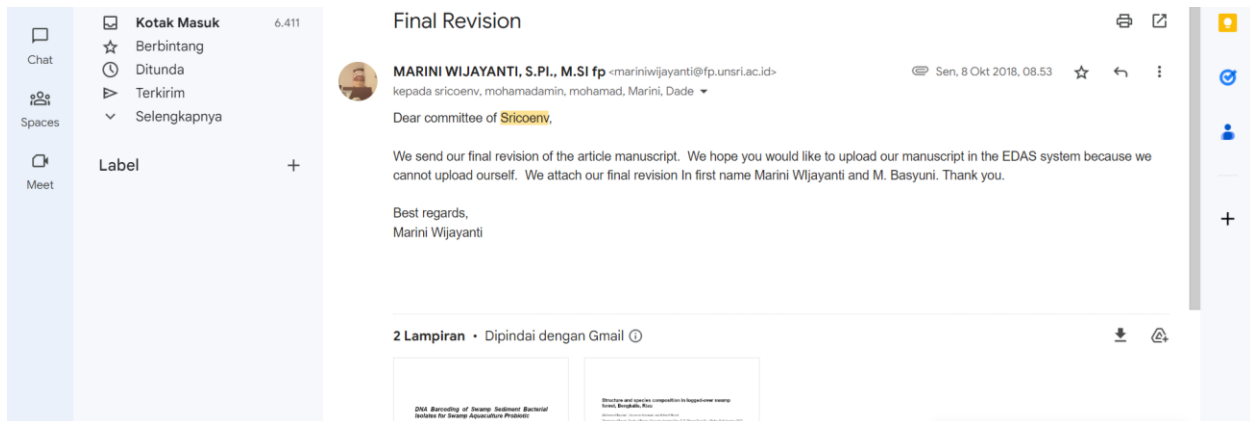 Chat
Spaces
Meet
Kotak Masuk 6.411
Berbintang
Ditunda
Terkirim
Selengkapnya
Label
Final Revision
MARINI WIJAYANTI, S.PI., M.SI fp <mariniwijayanti@fp.unsri.ac.id>
Sen, 8 Okt 2018, 08.53
kepada sricoenv, mohamadamin, mohamad, Marini, Dade
Dear committee of Sricoenv,
We send our final revision of the article manuscript. We hope you would like to upload our manuscript in the EDAS system because we
cannot upload ourself. We attach our final revision In first name Marini WIjayanti and M. Basyuni. Thank you.
Best regards,
Marini Wijayanti
2 Lampiran • Dipindai dengan Gmail
DNA Barcoding of Swamp Sediment Bacterial
Isolates for Swamp Aquaculture Probiotic
Structure and species composition in logged-over swamp
forest, Bengkalis, Riau